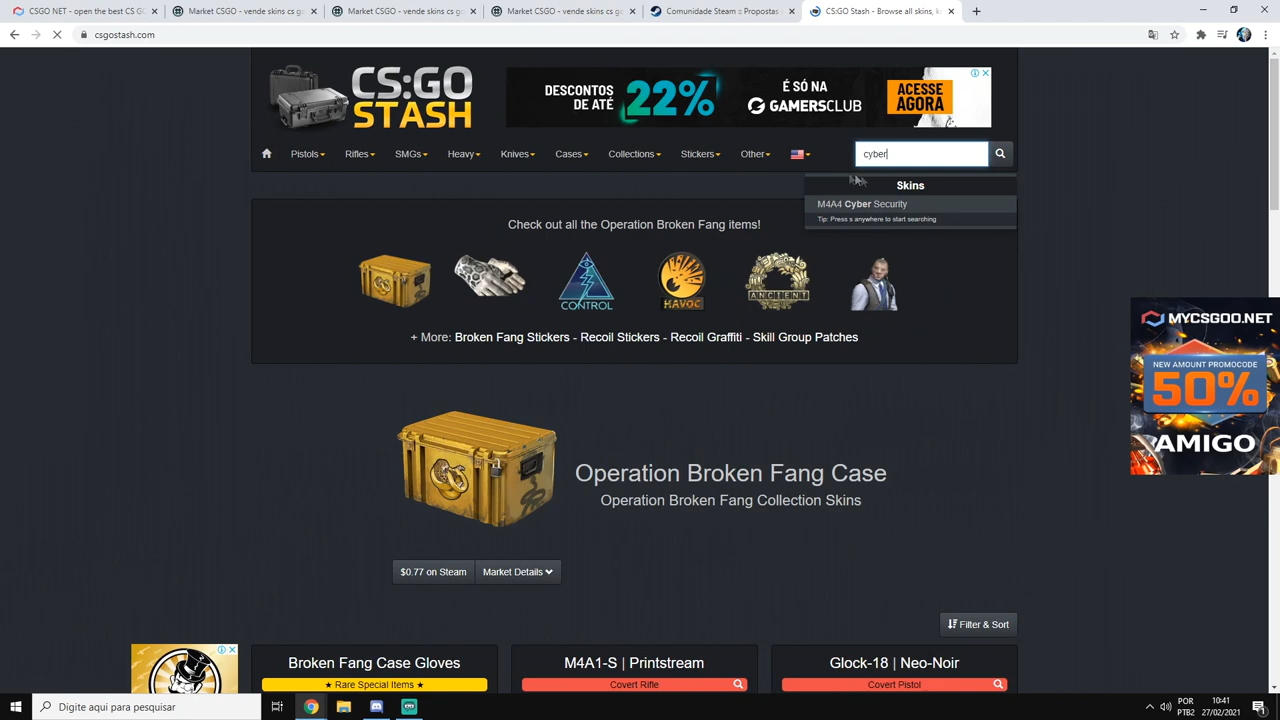 CSGO NET - open the best CS GO
Market CSGO - vende skins cs go
Market CSGO - vende skins cs go
Market CSGO - vende skins cs go
Comunidade Steam :: Propostas
CS:GO Stash - Browse all skins, k
csgostash.com
CS:GO
STASH
DESCONTOS
DE ATÉ
22%
É SÓ NA
GAMERSCLUB
ACESSE
AGORA
Pistols
Rifles
SMGs
Heavy
Knives
Cases
Collections
Stickers
Other
cyber
Skins
M4A4 Cyber Security
Tip: Press s anywhere to start searching
Check out all the Operation Broken Fang items!
CONTROL
HAVOC
ANCIENT
+ More: Broken Fang Stickers - Recoil Stickers - Recoil Graffiti - Skill Group Patches
MYCSGOO.NET
NEW AMOUNT PROMOCODE
50%
AMIGO
Operation Broken Fang Case
Operation Broken Fang Collection Skins
$0.77 on Steam
Market Details
Filter & Sort
Broken Fang Case Gloves
★ Rare Special Items ★
M4A1-S | Printstream
Covert Rifle
Glock-18 | Neo-Noir
Covert Pistol
Digite aqui para pesquisar
POR
PTB2
10:41
27/02/2021
1